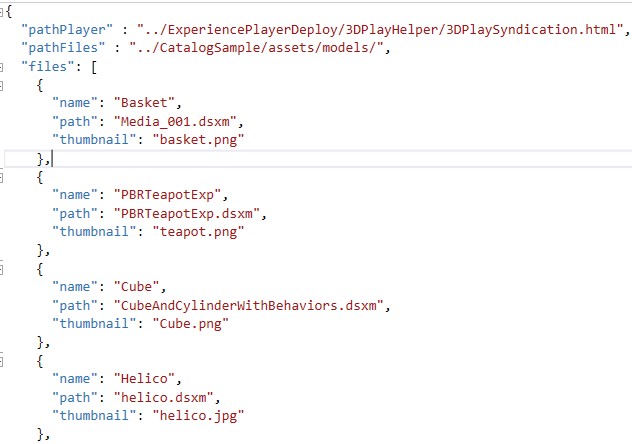 {
"pathPlayer" : "../ExperiencePlayerDeploy/3DPlayHelper/3DPlaySyndication.html",
"pathFiles" : "../CatalogSample/assets/models/",
"files": [
{
"name": "Basket",
"path": "Media_001.dsxm",
"thumbnail": "basket.png"
},
{
"name": "PBRTeapotExp",
"path": "PBRTeapotExp.dsxm",
"thumbnail": "teapot.png"
},
{
"name": "Cube",
"path": "CubeAndCylinderWithBehaviors.dsxm",
"thumbnail": "Cube.png"
},
{
"name": "Helico",
"path": "helico.dsxm",
"thumbnail": "helico.jpg"
},